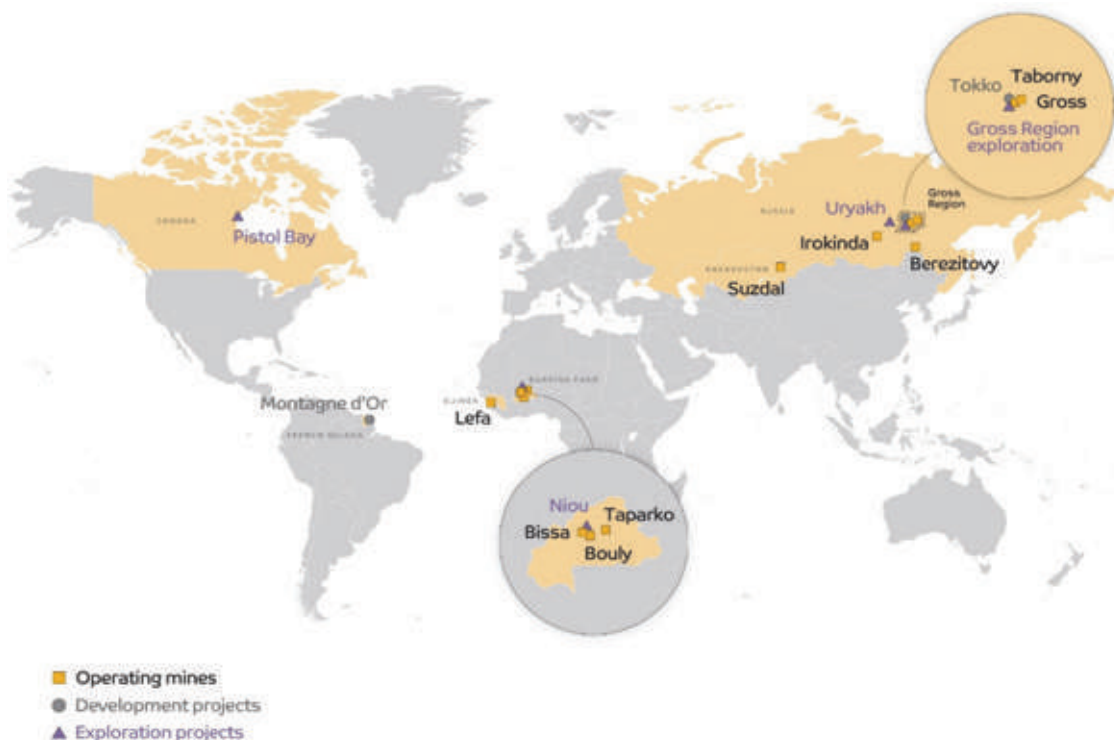 Tokko
Taborny
Gross
Gross Region
exploration
CANADA
Pistol Bay
RUSSIA
Uryakh
Gross
Region
Irokinda
Berezitovy
KAZAKHSTAN
Suzdal
BURKINA FASO
GUINEA
Lefa
Montagne d'Or
FRENCH GUIANA
Niou
Taparko
Bissa
Bouly
Operating mines
Development projects
Exploration projects